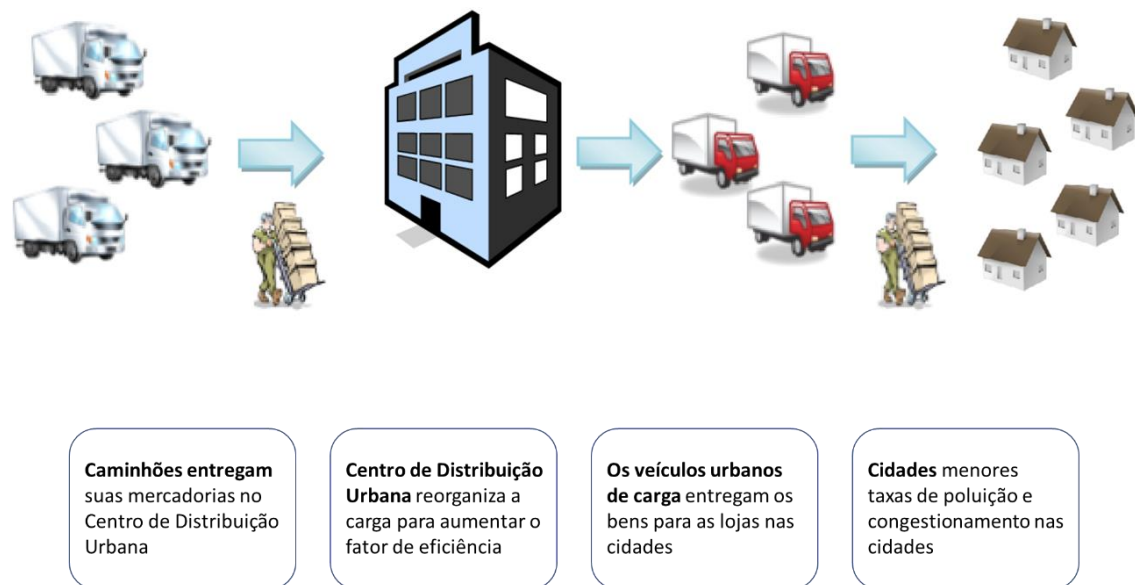 Caminhões entregam
suas mercadorias no
Centro de Distribuição
Urbana
Centro de Distribuição
Urbana reorganiza a
carga para aumentar o
fator de eficiência
Os veículos urbanos
de carga entregam os
bens para as lojas nas
cidades
Cidades menores
taxas de poluição e
congestionamento nas
cidades